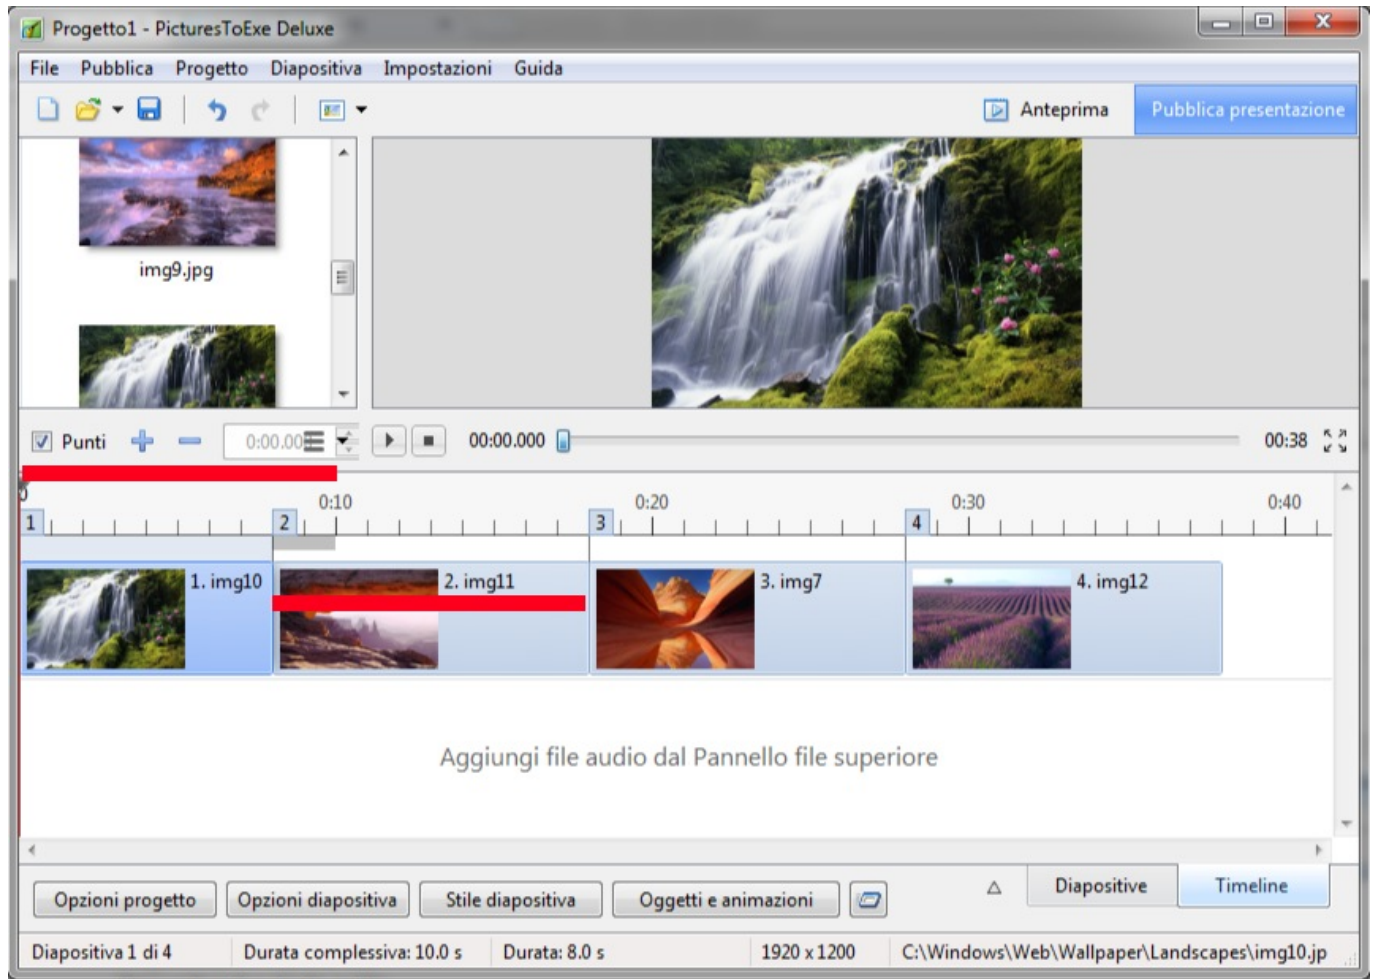 Progetto1 - PicturesToExe Deluxe
File Pubblica Progetto Diapositiva Impostazioni Guida
Anteprima Pubblica presentazione
img9.jpg
Punti 0:00.00 00:00.000 00:38
0 0:10 0:20 0:30 0:40
1 2 3 4
1. img10 2. img11 3. img7 4. img12
Aggiungi file audio dal Pannello file superiore
Opzioni progetto Opzioni diapositiva Stile diapositiva Oggetti e animazioni Diapositive Timeline
Diapositiva 1 di 4 Durata complessiva: 10.0 s Durata: 8.0 s 1920 x 1200 C:\Windows\Web\Wallpaper\Landscapes\img10.jp